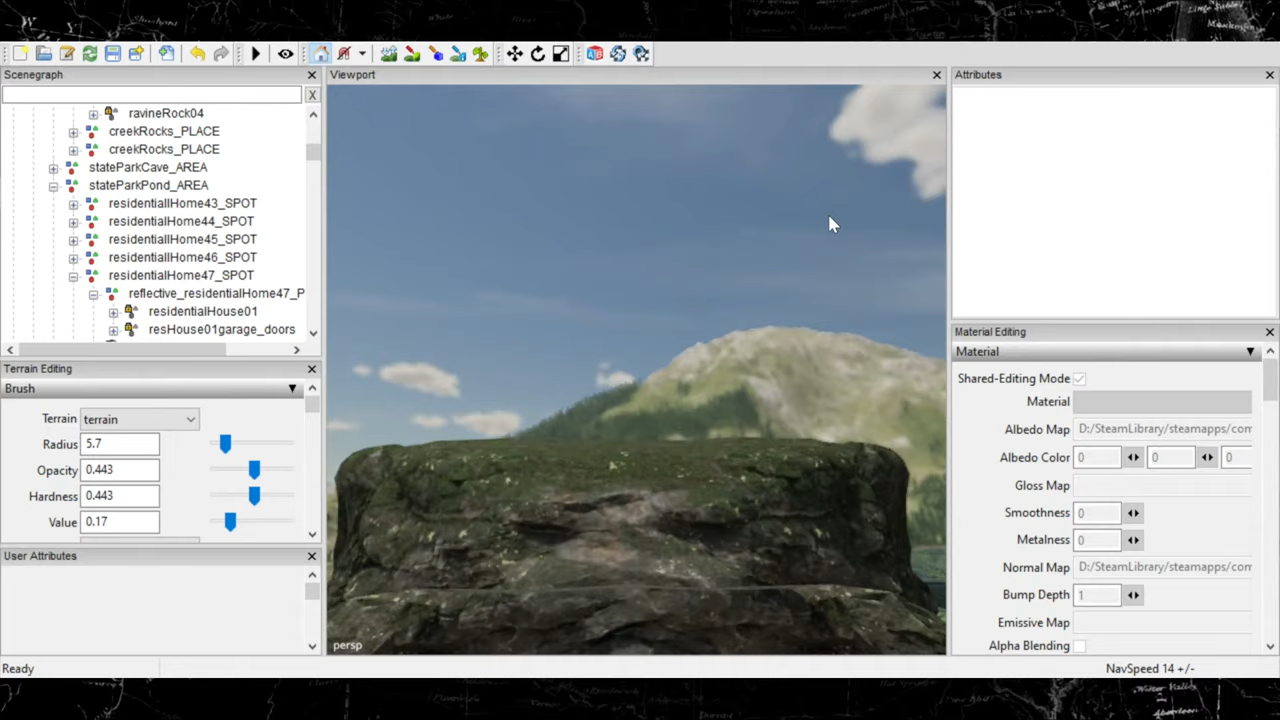 Scenegraph
X
ravineRock04
creekRocks_PLACE
creekRocks_PLACE
stateParkCave_AREA
stateParkPond_AREA
residentiallHome43_SPOT
residentialHome44_SPOT
residentialHome45_SPOT
residentialHome46_SPOT
residentialHome47_SPOT
reflective_residentialHome47_P
residentialHouse01
resHouse01garage_doors
Terrain Editing
Brush
Terrain terrain
Radius 5.7
Opacity 0.443
Hardness 0.443
Value 0.17
User Attributes
Ready
Viewport
persp
Attributes
Material Editing
Material
Shared-Editing Mode
Material
Albedo Map D:/SteamLibrary/steamapps/com
Albedo Color 0 0 0
Gloss Map
Smoothness 0
Metalness 0
Normal Map D:/SteamLibrary/steamapps/com
Bump Depth 1
Emissive Map
Alpha Blending
NavSpeed 14 +/-